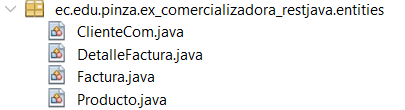 ec.edu.pinza.ex_comercializadora_restjava.entities
ClienteCom.java
DetalleFactura.java
Factura.java
Producto.java